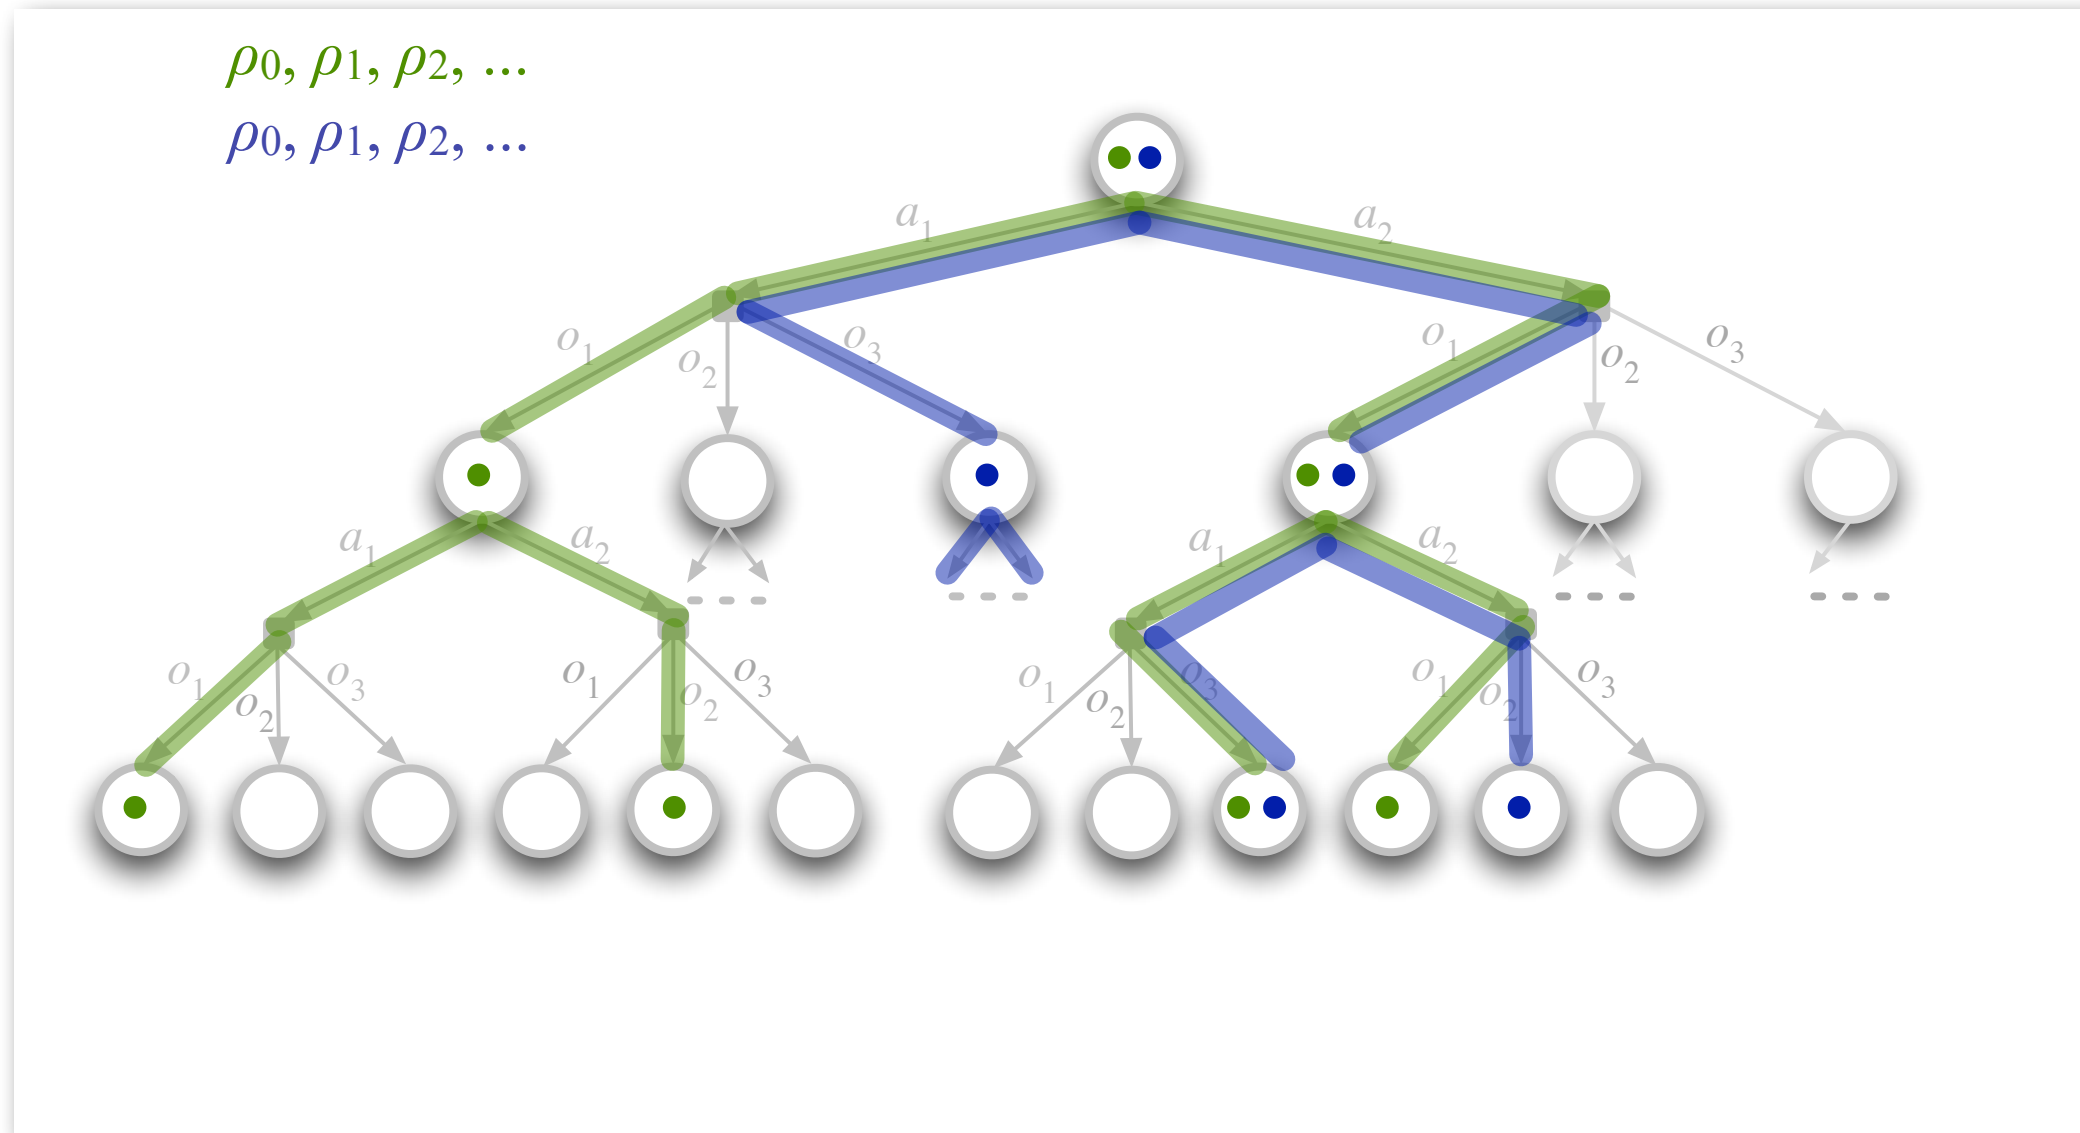 ρ0, ρ1, ρ2, ...
ρ0, ρ1, ρ2, ...
a1 a2
o1 o2 o3 o1 o2 o3
a1 a2 a1 a2
o1 o2 o3 o1 o2 o3 o1 o2 o3 o1 o2 o3